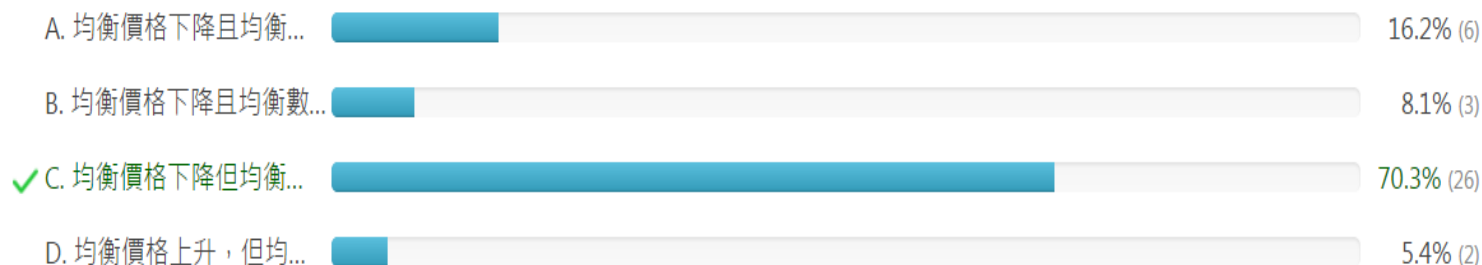 A. 均衡價格下降且均衡... 16.2% (6)
B. 均衡價格下降且均衡數... 8.1% (3)
C. 均衡價格下降但均衡... 70.3% (26)
D. 均衡價格上升，但均... 5.4% (2)